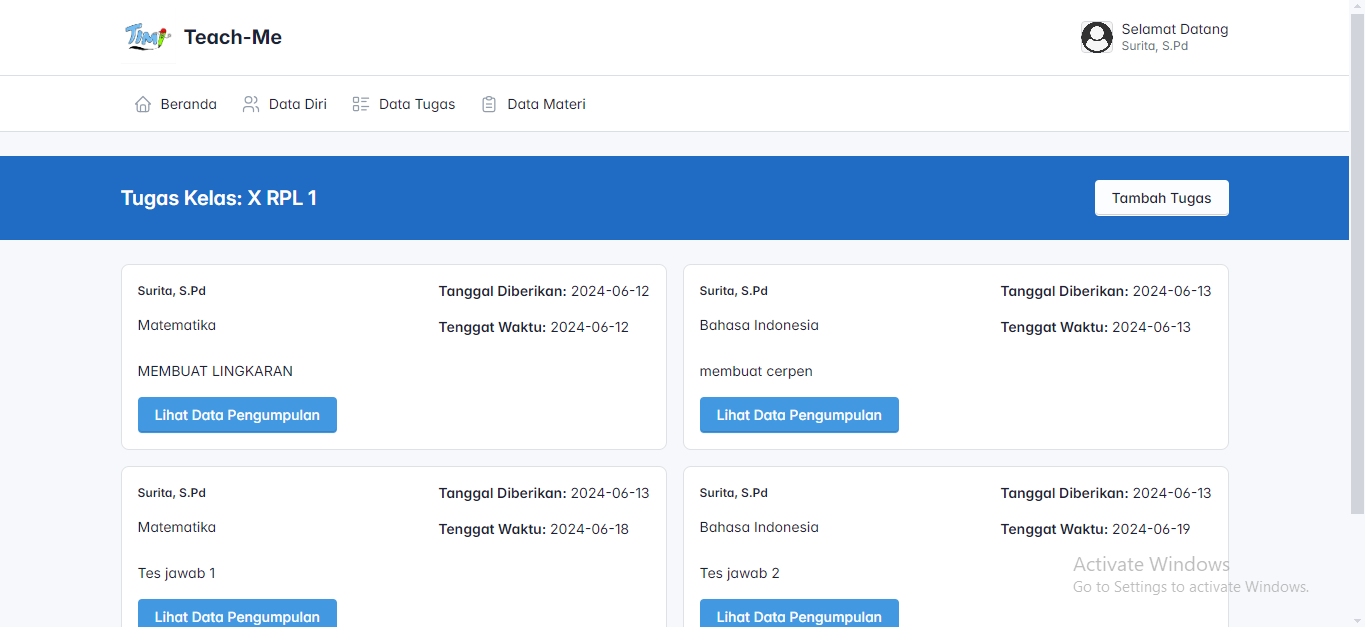 TIMI Teach-Me
Selamat Datang
Surita, S.Pd
Beranda Data Diri Data Tugas Data Materi
Tugas Kelas: X RPL 1
Tambah Tugas
Surita, S.Pd
Tanggal Diberikan: 2024-06-12
Matematika
Tenggat Waktu: 2024-06-12
MEMBUAT LINGKARAN
Lihat Data Pengumpulan
Surita, S.Pd
Tanggal Diberikan: 2024-06-13
Bahasa Indonesia
Tenggat Waktu: 2024-06-13
membuat cerpen
Lihat Data Pengumpulan
Surita, S.Pd
Tanggal Diberikan: 2024-06-13
Matematika
Tenggat Waktu: 2024-06-18
Tes jawab 1
Lihat Data Pengumpulan
Surita, S.Pd
Tanggal Diberikan: 2024-06-13
Bahasa Indonesia
Tenggat Waktu: 2024-06-19
Tes jawab 2
Lihat Data Pengumpulan
Activate Windows
Go to Settings to activate Windows.